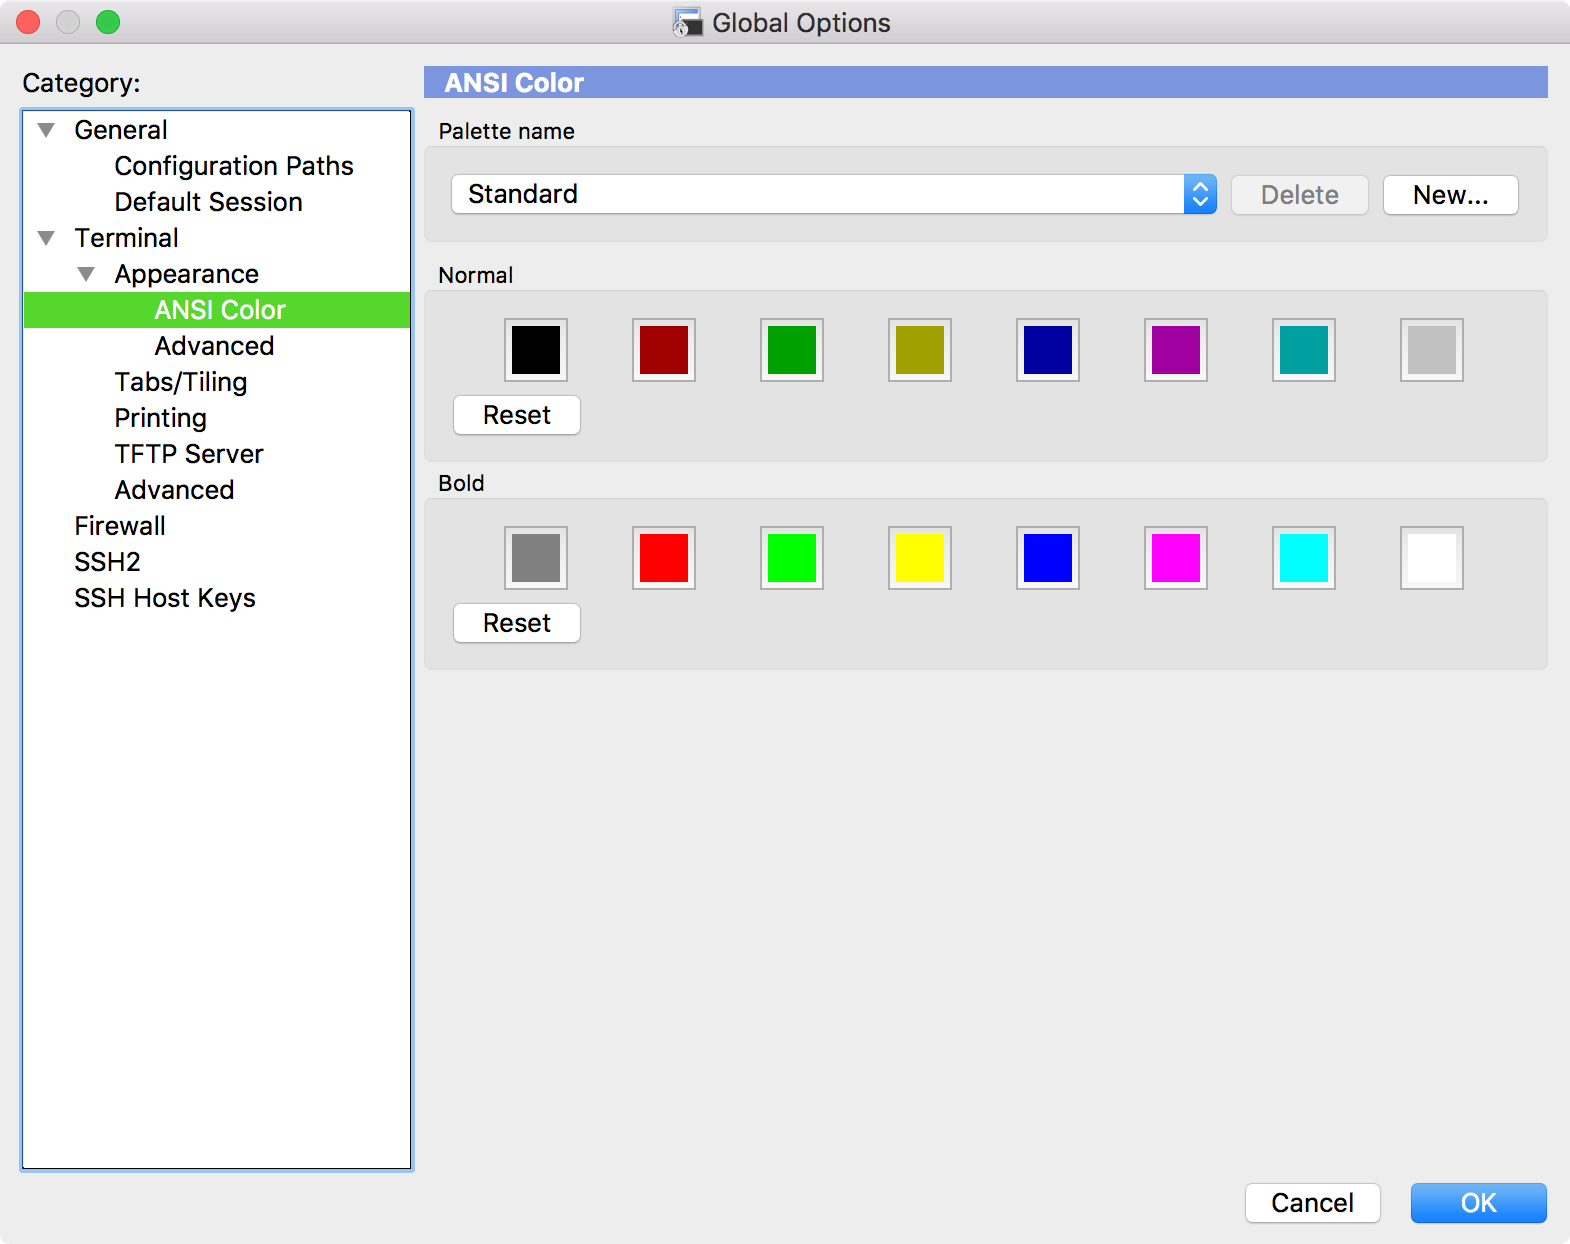 Global Options
Category:
General
Configuration Paths
Default Session
Terminal
Appearance
ANSI Color
Advanced
Tabs/Tiling
Printing
TFTP Server
Advanced
Firewall
SSH2
SSH Host Keys
ANSI Color
Palette name
Standard
Delete
New...
Normal
Reset
Bold
Reset
Cancel
OK